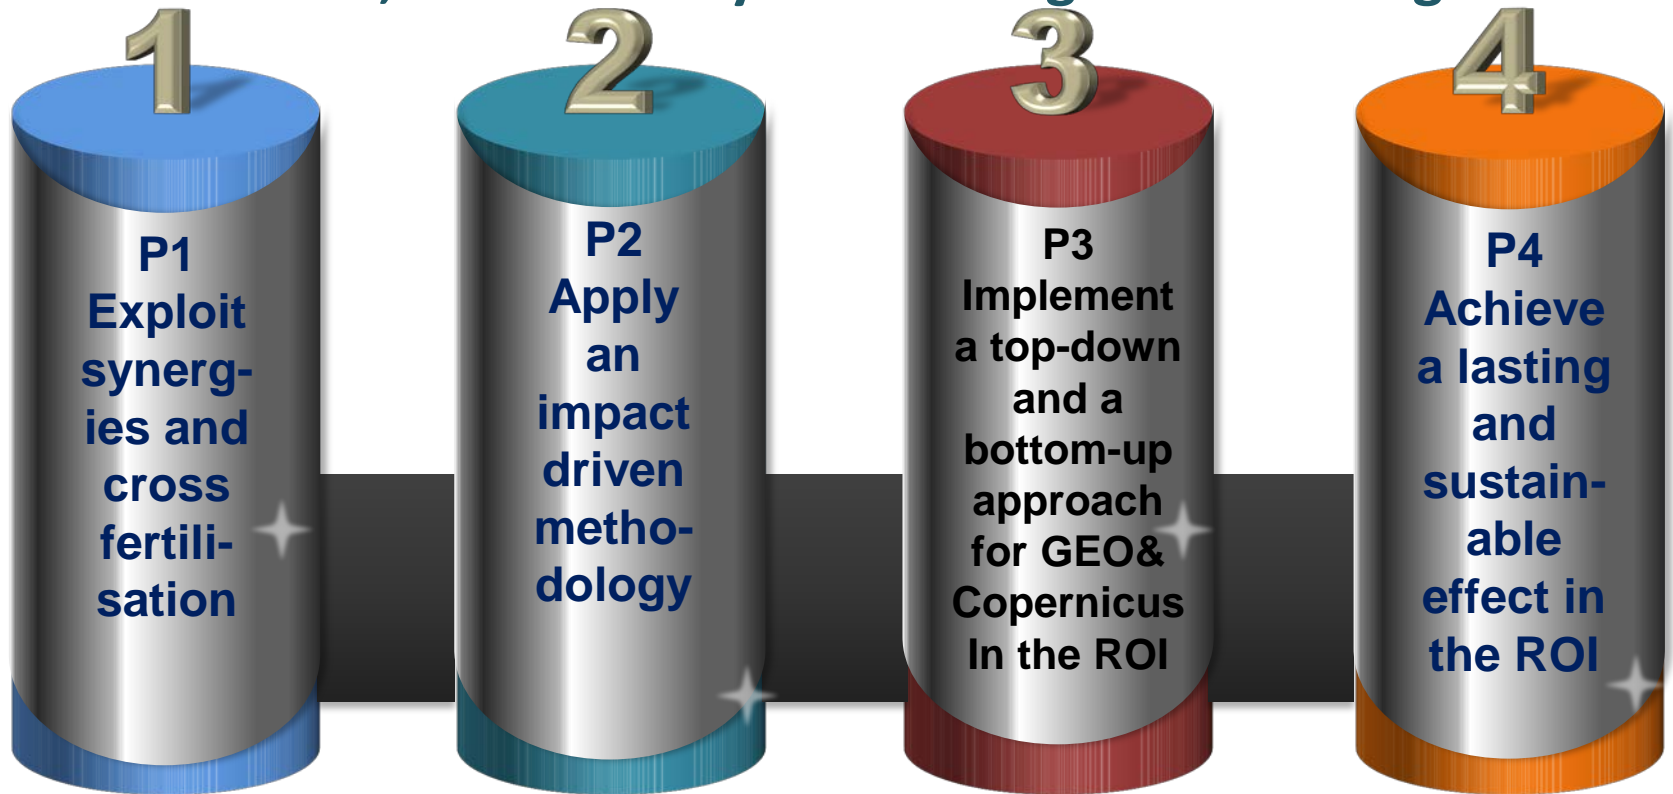 1
2
3
4
P1
Exploit
synerg-
ies and
cross
fertili-
sation
P2
Apply
an
impact
driven
metho-
dology
P3
Implement
a top-down
and a
bottom-up
approach
for GEO&
Copernicus
In the ROI
P4
Achieve
a lasting
and
sustain-
able
effect in
the ROI